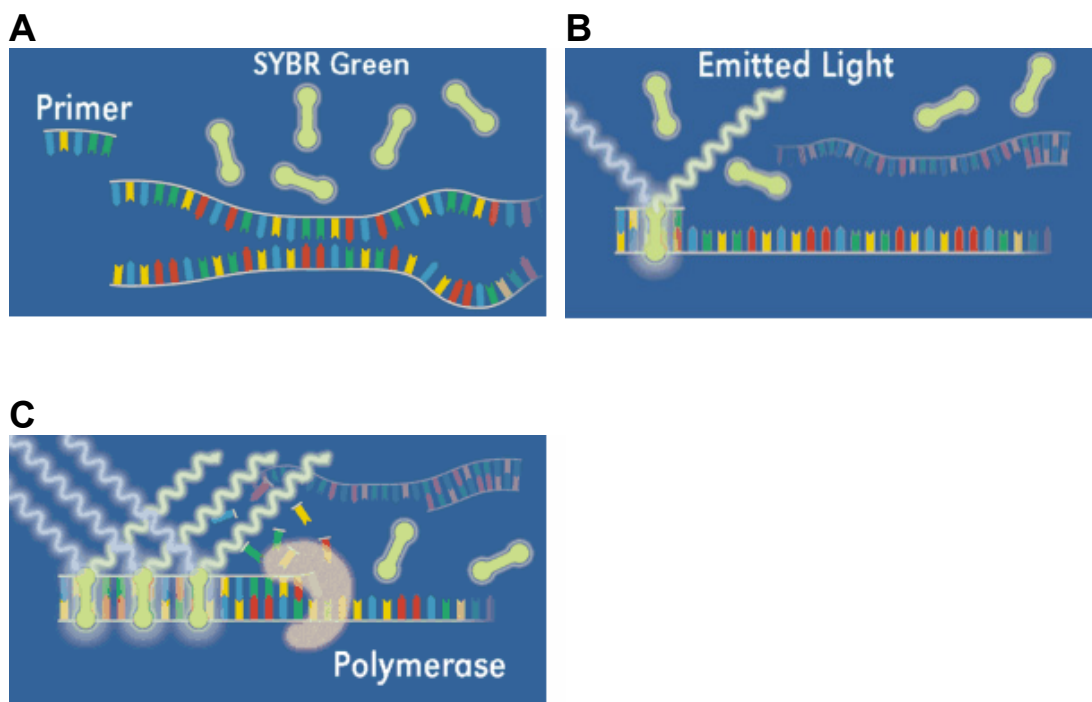 A
SYBR Green
Primer
B
Emitted Light
C
Polymerase